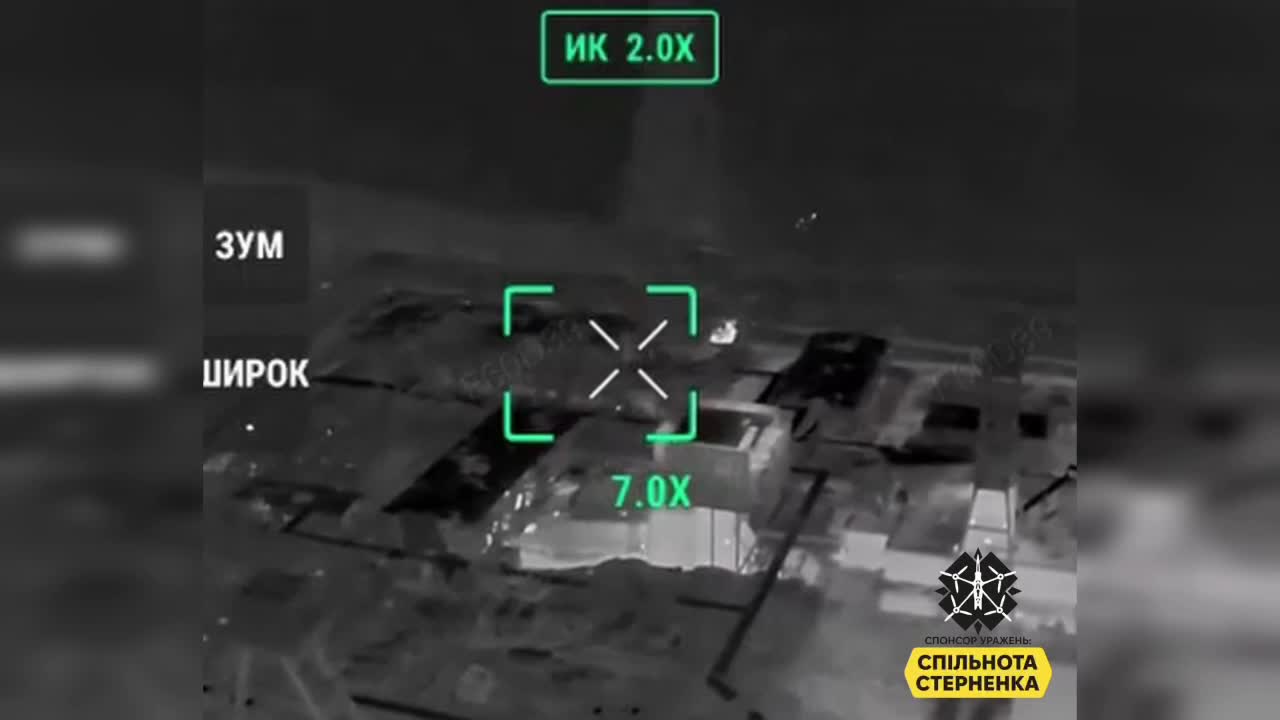 ИК 2.0X
ЗУМ
ШИРОК
7.0X
СПОНСОР УРАЖЕНЬ:
СПІЛЬНОТА
СТЕРНЕНКА